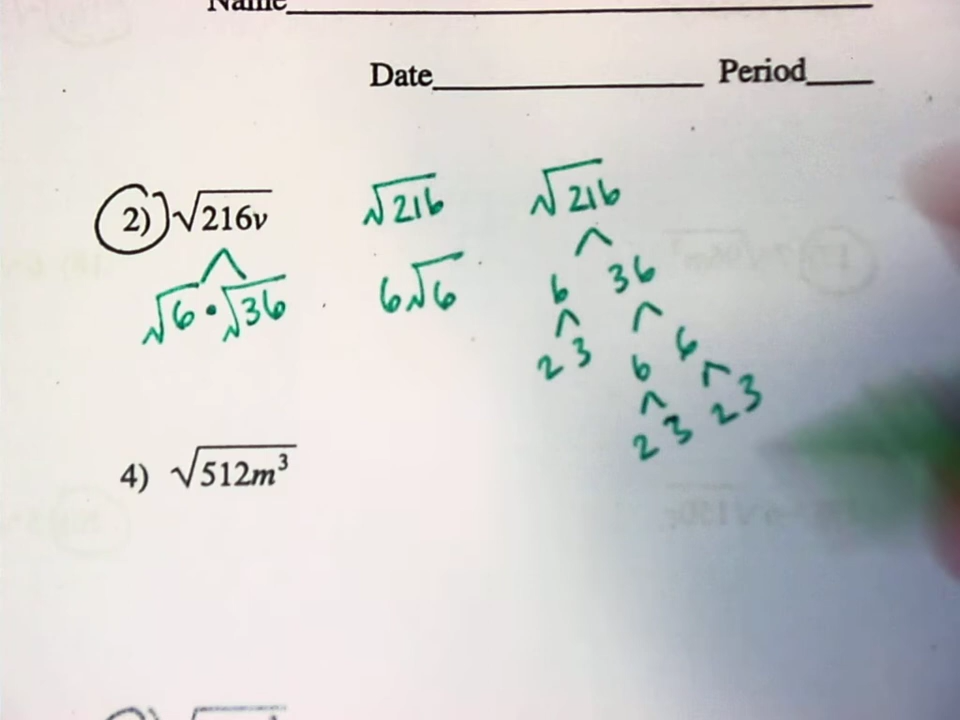 Name
Date Period
2) √216v √216 √216
√6 • √36 6√6 6 36
2 3 6 6
2 3 2 3
4) √512m³